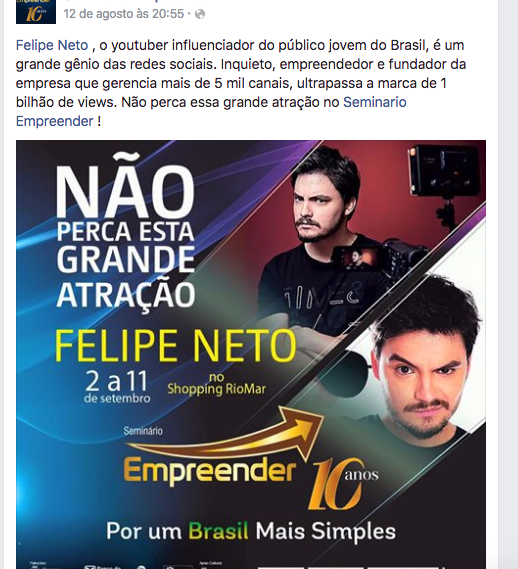 10 anos
12 de agosto às 20:55 ·
Felipe Neto , o youtuber influenciador do público jovem do Brasil, é um
grande gênio das redes sociais. Inquieto, empreendedor e fundador da
empresa que gerencia mais de 5 mil canais, ultrapassa a marca de 1
bilhão de views. Não perca essa grande atração no Seminario
Empreender !
NÃO
PERCA ESTA
GRANDE
ATRAÇÃO
FELIPE NETO
2 a 11
de setembro
no
Shopping RioMar
Seminário
Empreender
10 anos
Por um Brasil Mais Simples